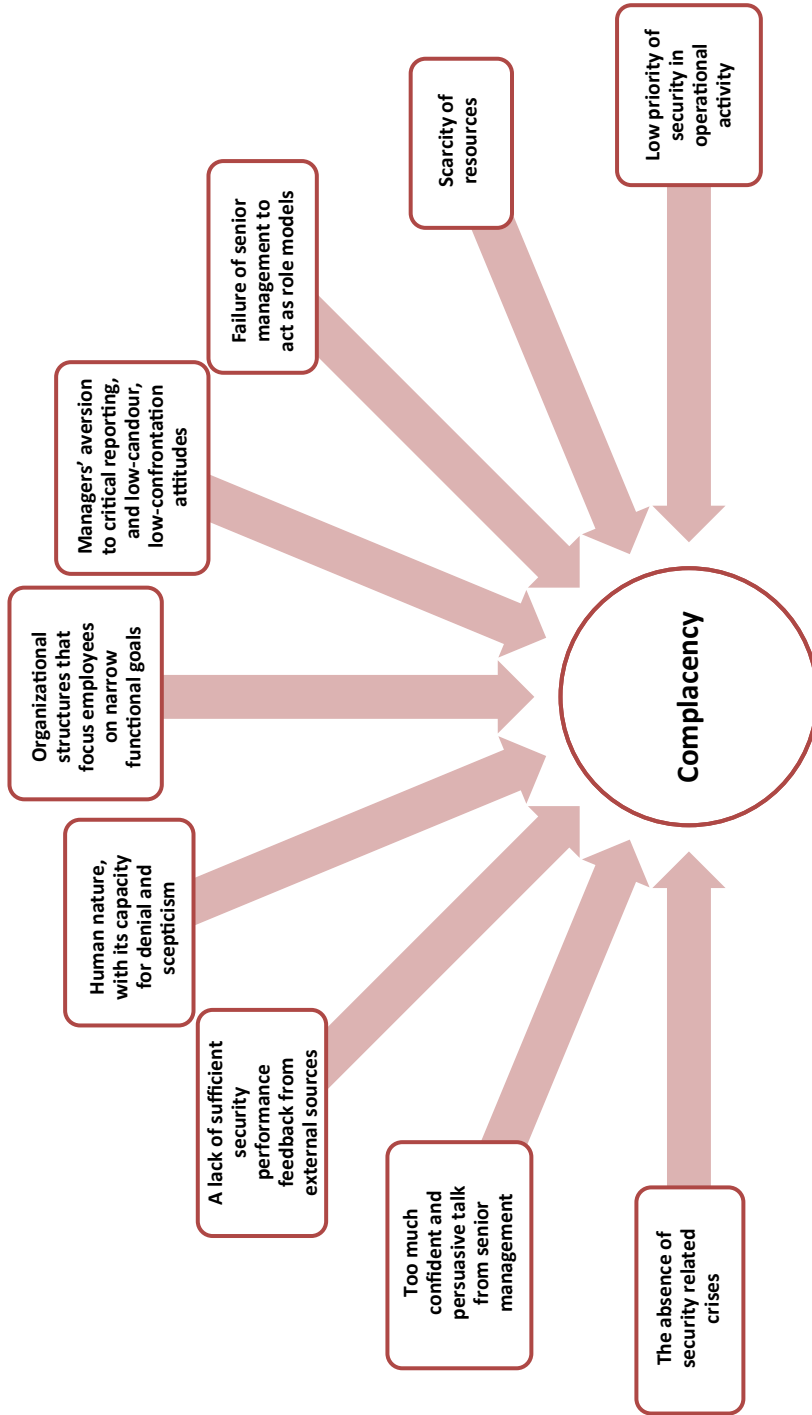 The absence of
security related
crises
Too much
confident and
persuasive talk
from senior
management
A lack of sufficient
security
performance
feedback from
external sources
Human nature,
with its capacity
for denial and
scepticism
Organizational
structures that
focus employees
on narrow
functional goals
Managers’ aversion
to critical reporting,
and low-candour,
low-confrontation
attitudes
Failure of senior
management to
act as role models
Scarcity of
resources
Low priority of
security in
operational
activity
Complacency